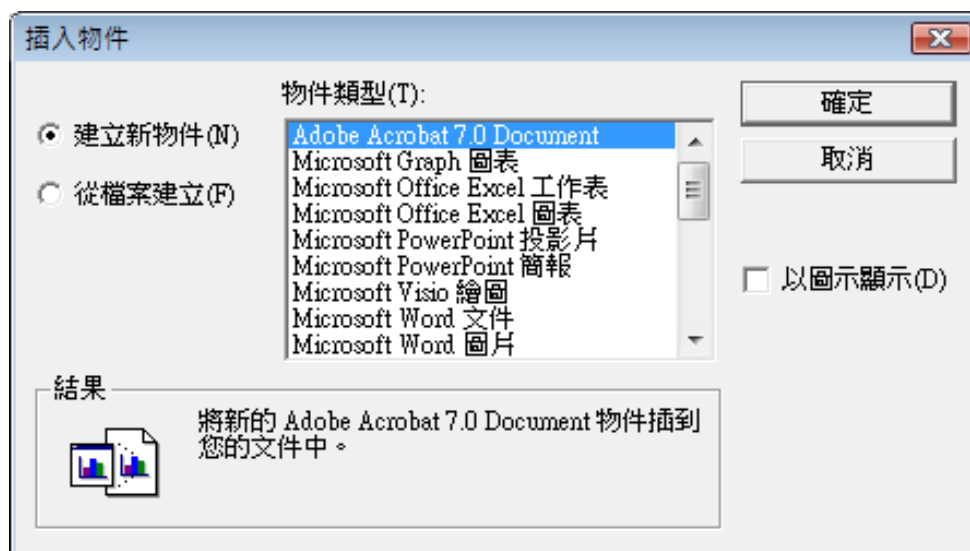 插入物件
物件類型(T):
建立新物件(N)
從檔案建立(F)
Adobe Acrobat 7.0 Document
Microsoft Graph 圖表
Microsoft Office Excel 工作表
Microsoft Office Excel 圖表
Microsoft PowerPoint 投影片
Microsoft PowerPoint 簡報
Microsoft Visio 繪圖
Microsoft Word 文件
Microsoft Word 圖片
確定
取消
以圖示顯示(D)
結果
將新的 Adobe Acrobat 7.0 Document 物件插到
您的文件中。